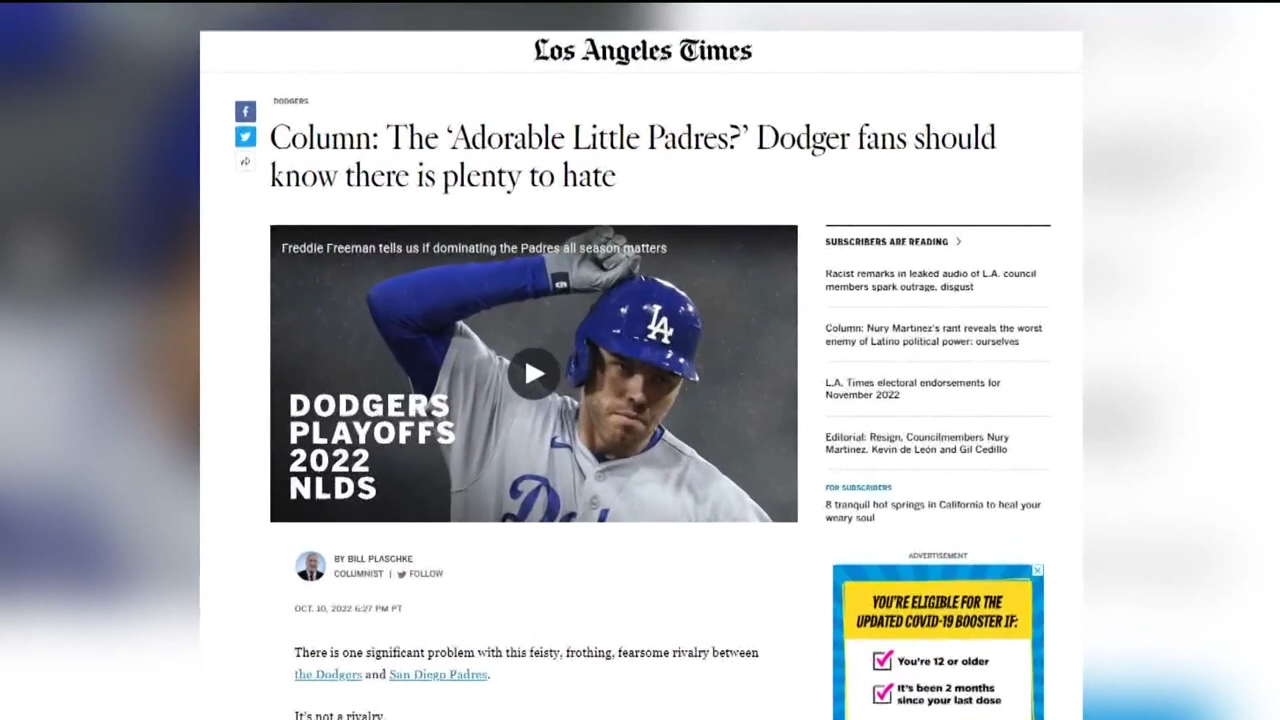 Los Angeles Times
DODGERS
Column: The ‘Adorable Little Padres?’ Dodger fans should
know there is plenty to hate
Freddie Freeman tells us if dominating the Padres all season matters
LA
DODGERS
PLAYOFFS
2022
NLDS
BY BILL PLASCHKE
COLUMNIST | FOLLOW
OCT. 10, 2022 6:27 PM PT
There is one significant problem with this feisty, frothing, fearsome rivalry between
the Dodgers and San Diego Padres.
It's not a rivalry.
SUBSCRIBERS ARE READING
Racist remarks in leaked audio of L.A. council
members spark outrage, disgust
Column: Nury Martinez's rant reveals the worst
enemy of Latino political power: ourselves
L.A. Times electoral endorsements for
November 2022
Editorial: Resign, Councilmembers Nury
Martinez, Kevin de León and Gil Cedillo
FOR SUBSCRIBERS
8 tranquil hot springs in California to heal your
weary soul
ADVERTISEMENT
YOU'RE ELIGIBLE FOR THE
UPDATED COVID-19 BOOSTER IF:
You're 12 or older
It's been 2 months
since your last dose